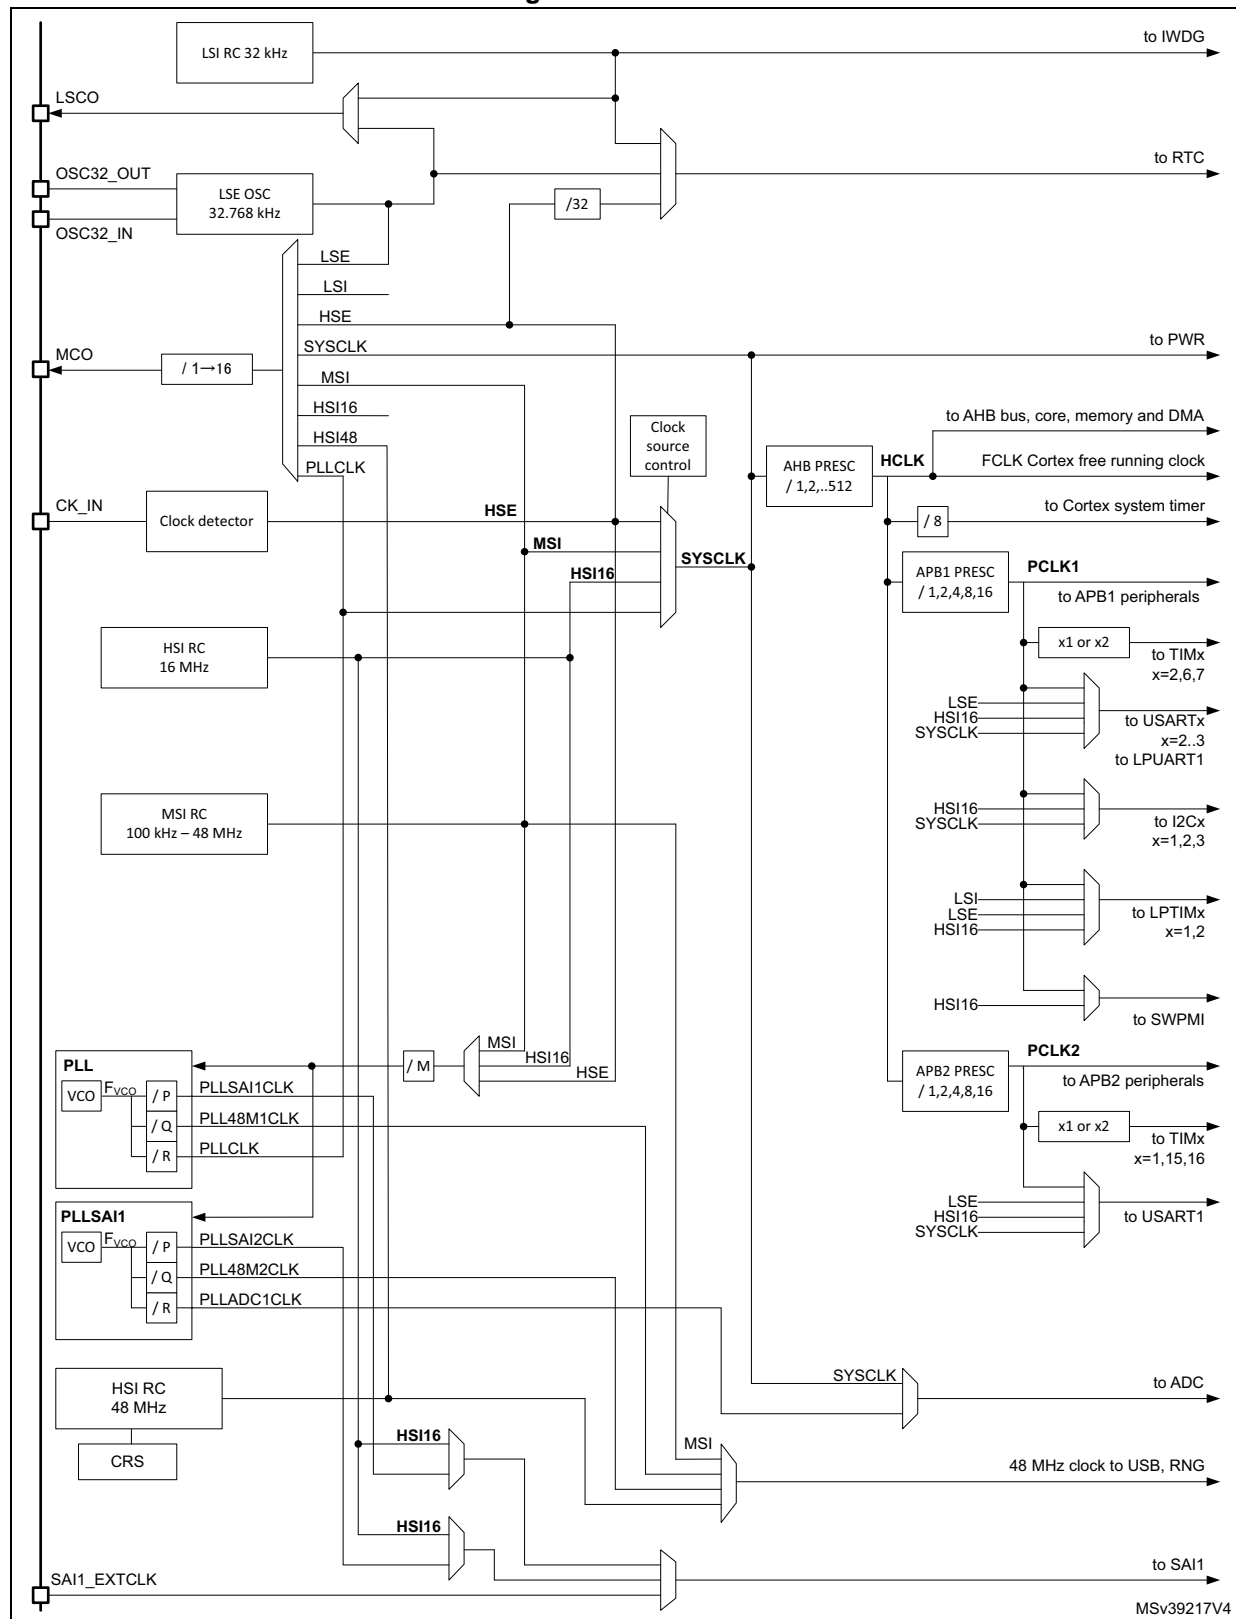 LSI RC 32 kHz
to IWDG
LSCO
to RTC
OSC32_OUT
LSE OSC
32.768 kHz
/32
OSC32_IN
LSE
LSI
HSE
SYSCLK
to PWR
MCO
/ 1→16
MSI
HSI16
HSI48
PLLCLK
Clock
source
control
to AHB bus, core, memory and DMA
AHB PRESC
/ 1,2,..512
HCLK
FCLK Cortex free running clock
CK_IN
Clock detector
HSE
/ 8
to Cortex system timer
MSI
SYSCLK
HSI16
APB1 PRESC
/ 1,2,4,8,16
PCLK1
to APB1 peripherals
HSI RC
16 MHz
x1 or x2
to TIMx
x=2,6,7
LSE
HSI16
SYSCLK
to USARTx
x=2..3
to LPUART1
MSI RC
100 kHz – 48 MHz
HSI16
SYSCLK
to I2Cx
x=1,2,3
LSI
LSE
HSI16
to LPTIMx
x=1,2
HSI16
to SWPMI
MSI
HSI16
HSE
/ M
PLL
VCO
FVCO
/ P
PLLSAI1CLK
/ Q
PLL48M1CLK
/ R
PLLCLK
APB2 PRESC
/ 1,2,4,8,16
PCLK2
to APB2 peripherals
x1 or x2
to TIMx
x=1,15,16
LSE
HSI16
SYSCLK
to USART1
PLLSAI1
VCO
FVCO
/ P
PLLSAI2CLK
/ Q
PLL48M2CLK
/ R
PLLADC1CLK
SYSCLK
to ADC
HSI RC
48 MHz
CRS
HSI16
MSI
48 MHz clock to USB, RNG
HSI16
SAI1_EXTCLK
to SAI1
MSv39217V4